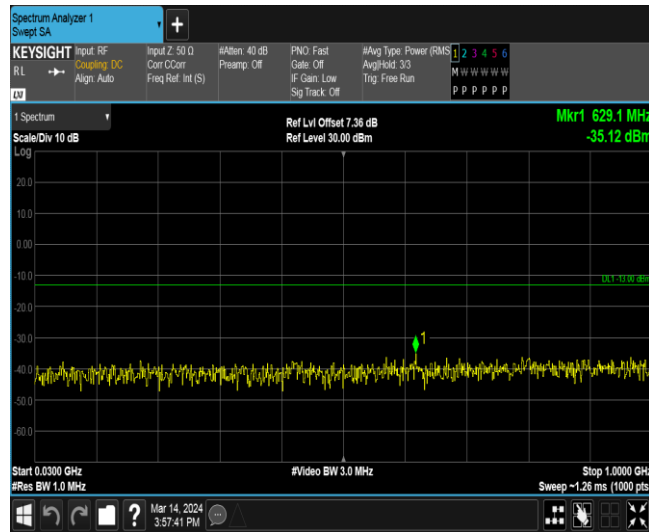 Spectrum Analyzer 1
Swept SA
+
KEYSIGHT Input: RF Input Z: 50 Ω #Atten: 40 dB PNO: Fast #Avg Type: Power (RMS 1 2 3 4 5 6
RL Coupling: DC Corr CCorr Preamp: Off Gate: Off Avg|Hold: 3/3 M W W W W W
Align: Auto Freq Ref: Int (S) IF Gain: Low Trig: Free Run
LXI Sig Track: Off P P P P P P
1 Spectrum Ref Lvl Offset 7.36 dB Mkr1 629.1 MHz
Scale/Div 10 dB Ref Level 30.00 dBm -35.12 dBm
Log
20.0
10.0
0.00
-10.0
DL1 -13.00 dBm
-20.0
-30.0
1
-40.0
-50.0
-60.0
Start 0.0300 GHz #Video BW 3.0 MHz Stop 1.0000 GHz
#Res BW 1.0 MHz Sweep ~1.26 ms (1000 pts
? Mar 14, 2024
3:57:41 PM